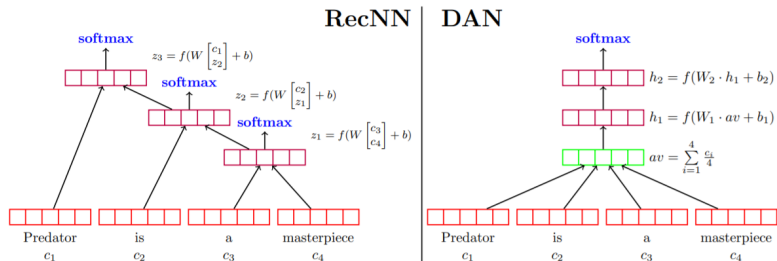 RecNN
softmax
z₃ = f(W [c₁ z₂] + b)
softmax
z₂ = f(W [c₂ z₁] + b)
softmax
z₁ = f(W [c₃ c₄] + b)
Predator is a masterpiece
c₁ c₂ c₃ c₄
DAN
softmax
h₂ = f(W₂ · h₁ + b₂)
h₁ = f(W₁ · av + b₁)
av = ∑_{i=1}^{4} c_i/4
Predator is a masterpiece
c₁ c₂ c₃ c₄